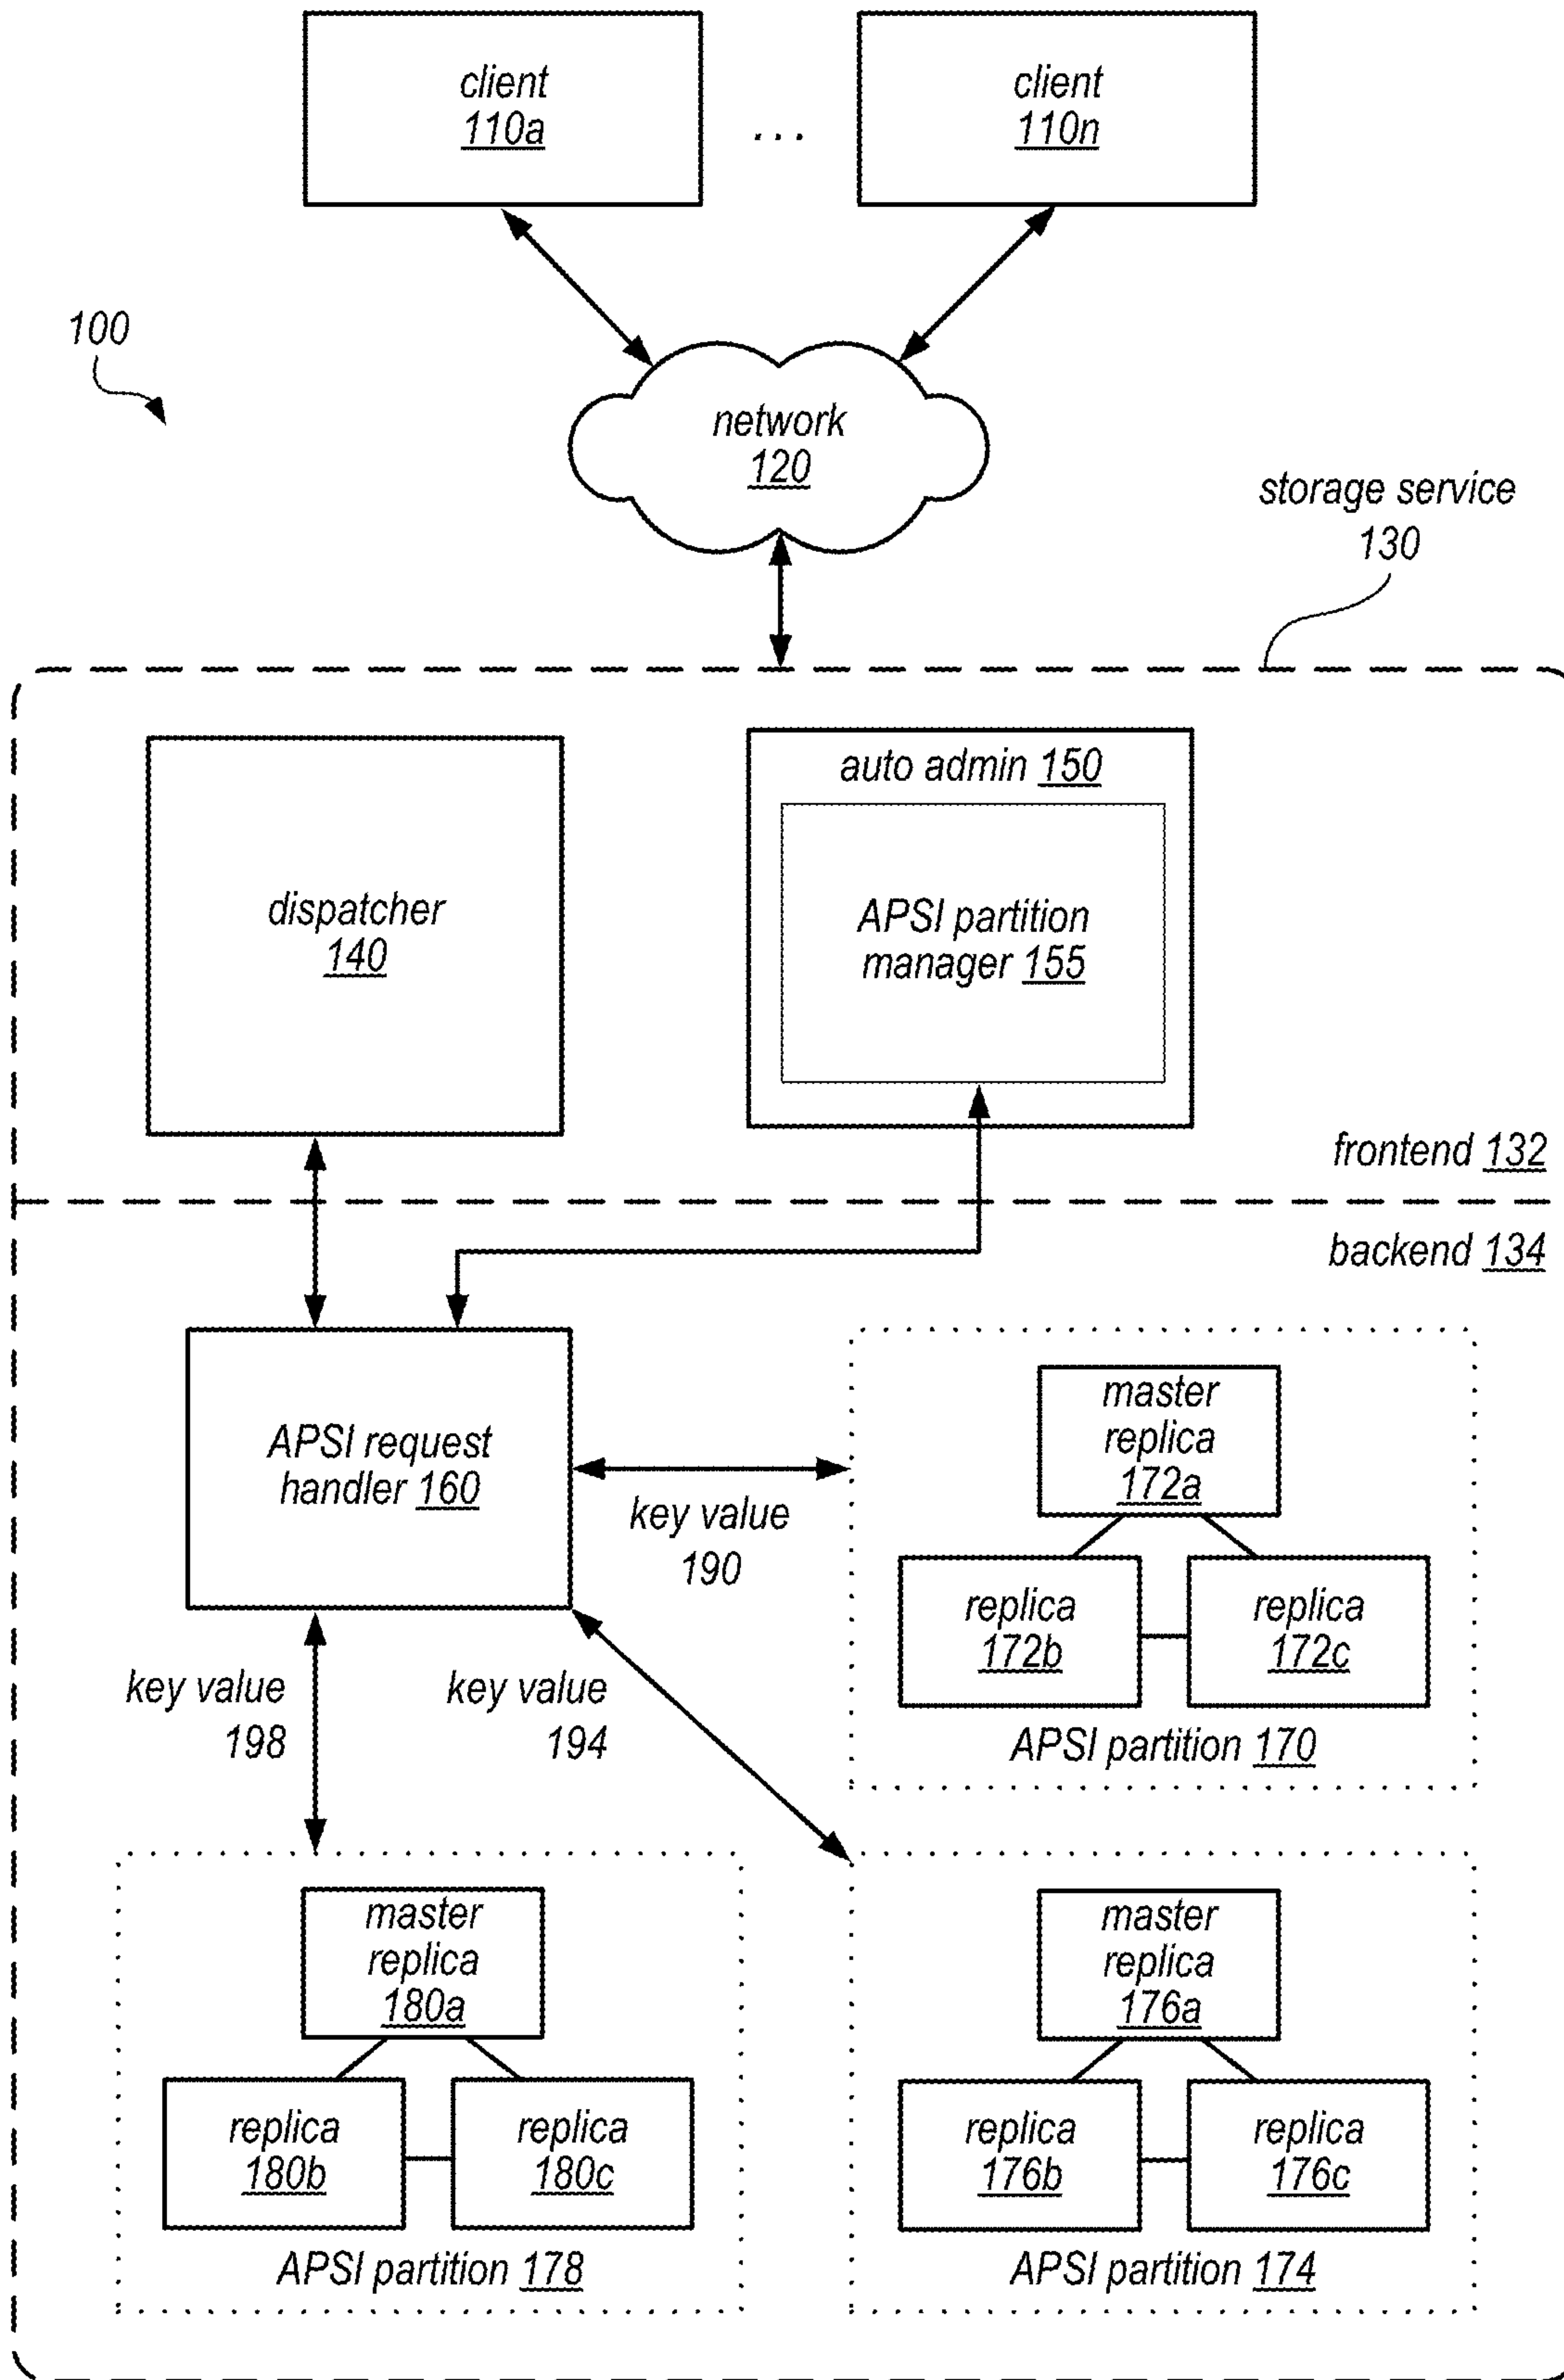 client
110a
...
client
110n
100
network
120
storage service
130
dispatcher
140
auto admin 150
APSI partition
manager 155
frontend 132
backend 134
APSI request
handler 160
key value
190
master
replica
172a
replica
172b
replica
172c
APSI partition 170
key value
198
key value
194
master
replica
180a
replica
180b
replica
180c
APSI partition 178
master
replica
176a
replica
176b
replica
176c
APSI partition 174